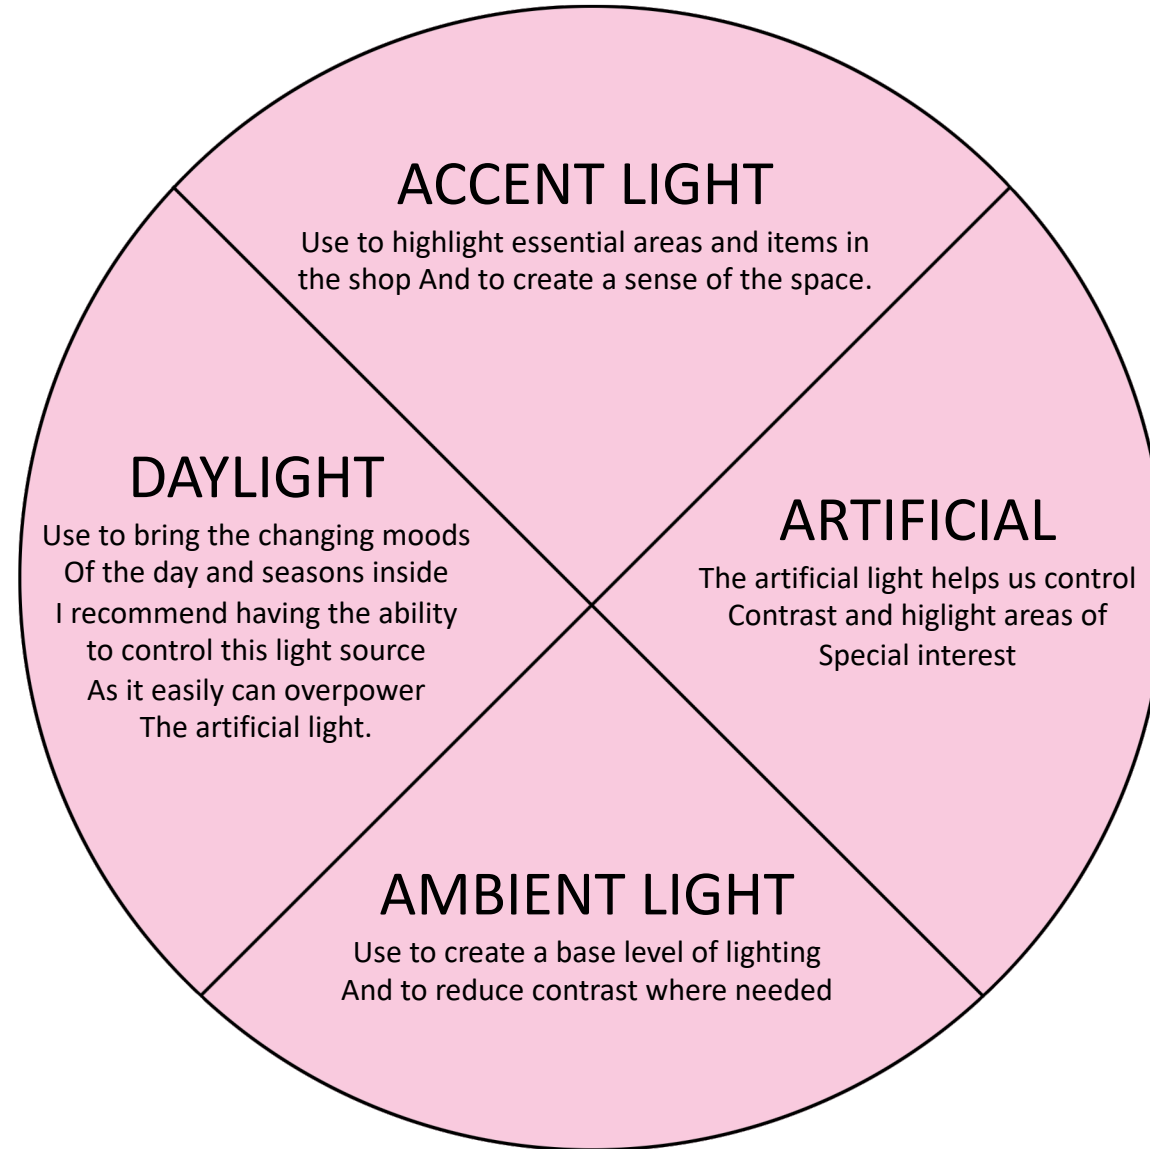 ACCENT LIGHT
Use to highlight essential areas and items in
the shop And to create a sense of the space.
DAYLIGHT
Use to bring the changing moods
Of the day and seasons inside
I recommend having the ability
to control this light source
As it easily can overpower
The artificial light.
ARTIFICIAL
The artificial light helps us control
Contrast and higlight areas of
Special interest
AMBIENT LIGHT
Use to create a base level of lighting
And to reduce contrast where needed